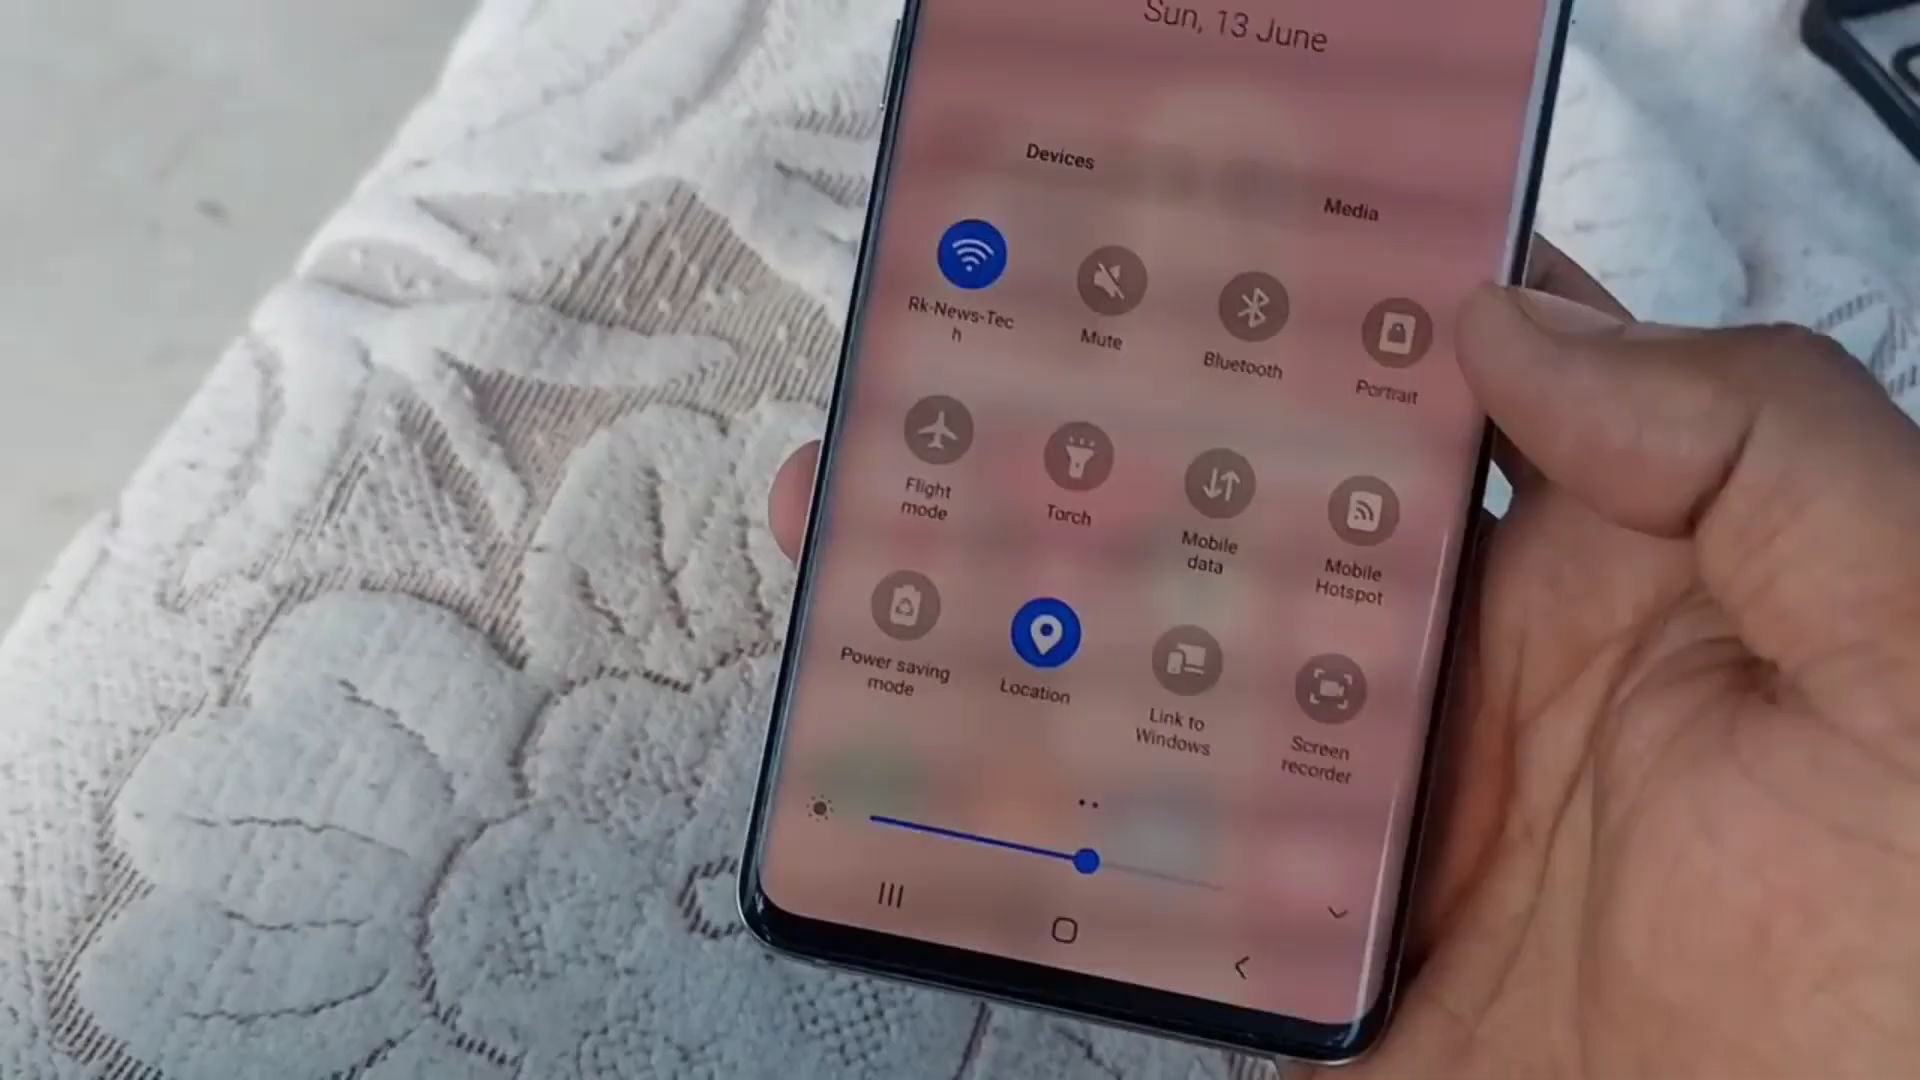 Sun, 13 June
Devices
Media
Rk-News-Tec
h
Mute
Bluetooth
Portrait
Flight
mode
Torch
Mobile
data
Mobile
Hotspot
Power saving
mode
Location
Link to
Windows
Screen
recorder